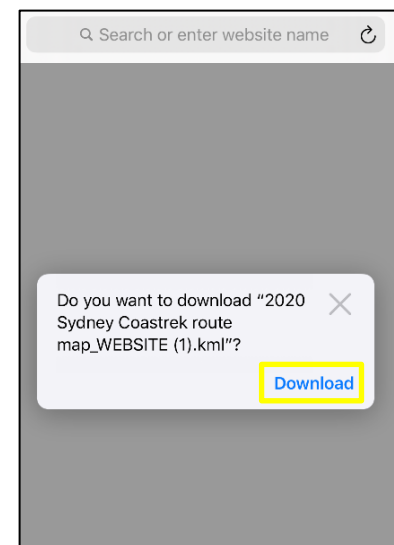 Search or enter website name
Do you want to download “2020
Sydney Coastrek route
map_WEBSITE (1).kml”?
Download